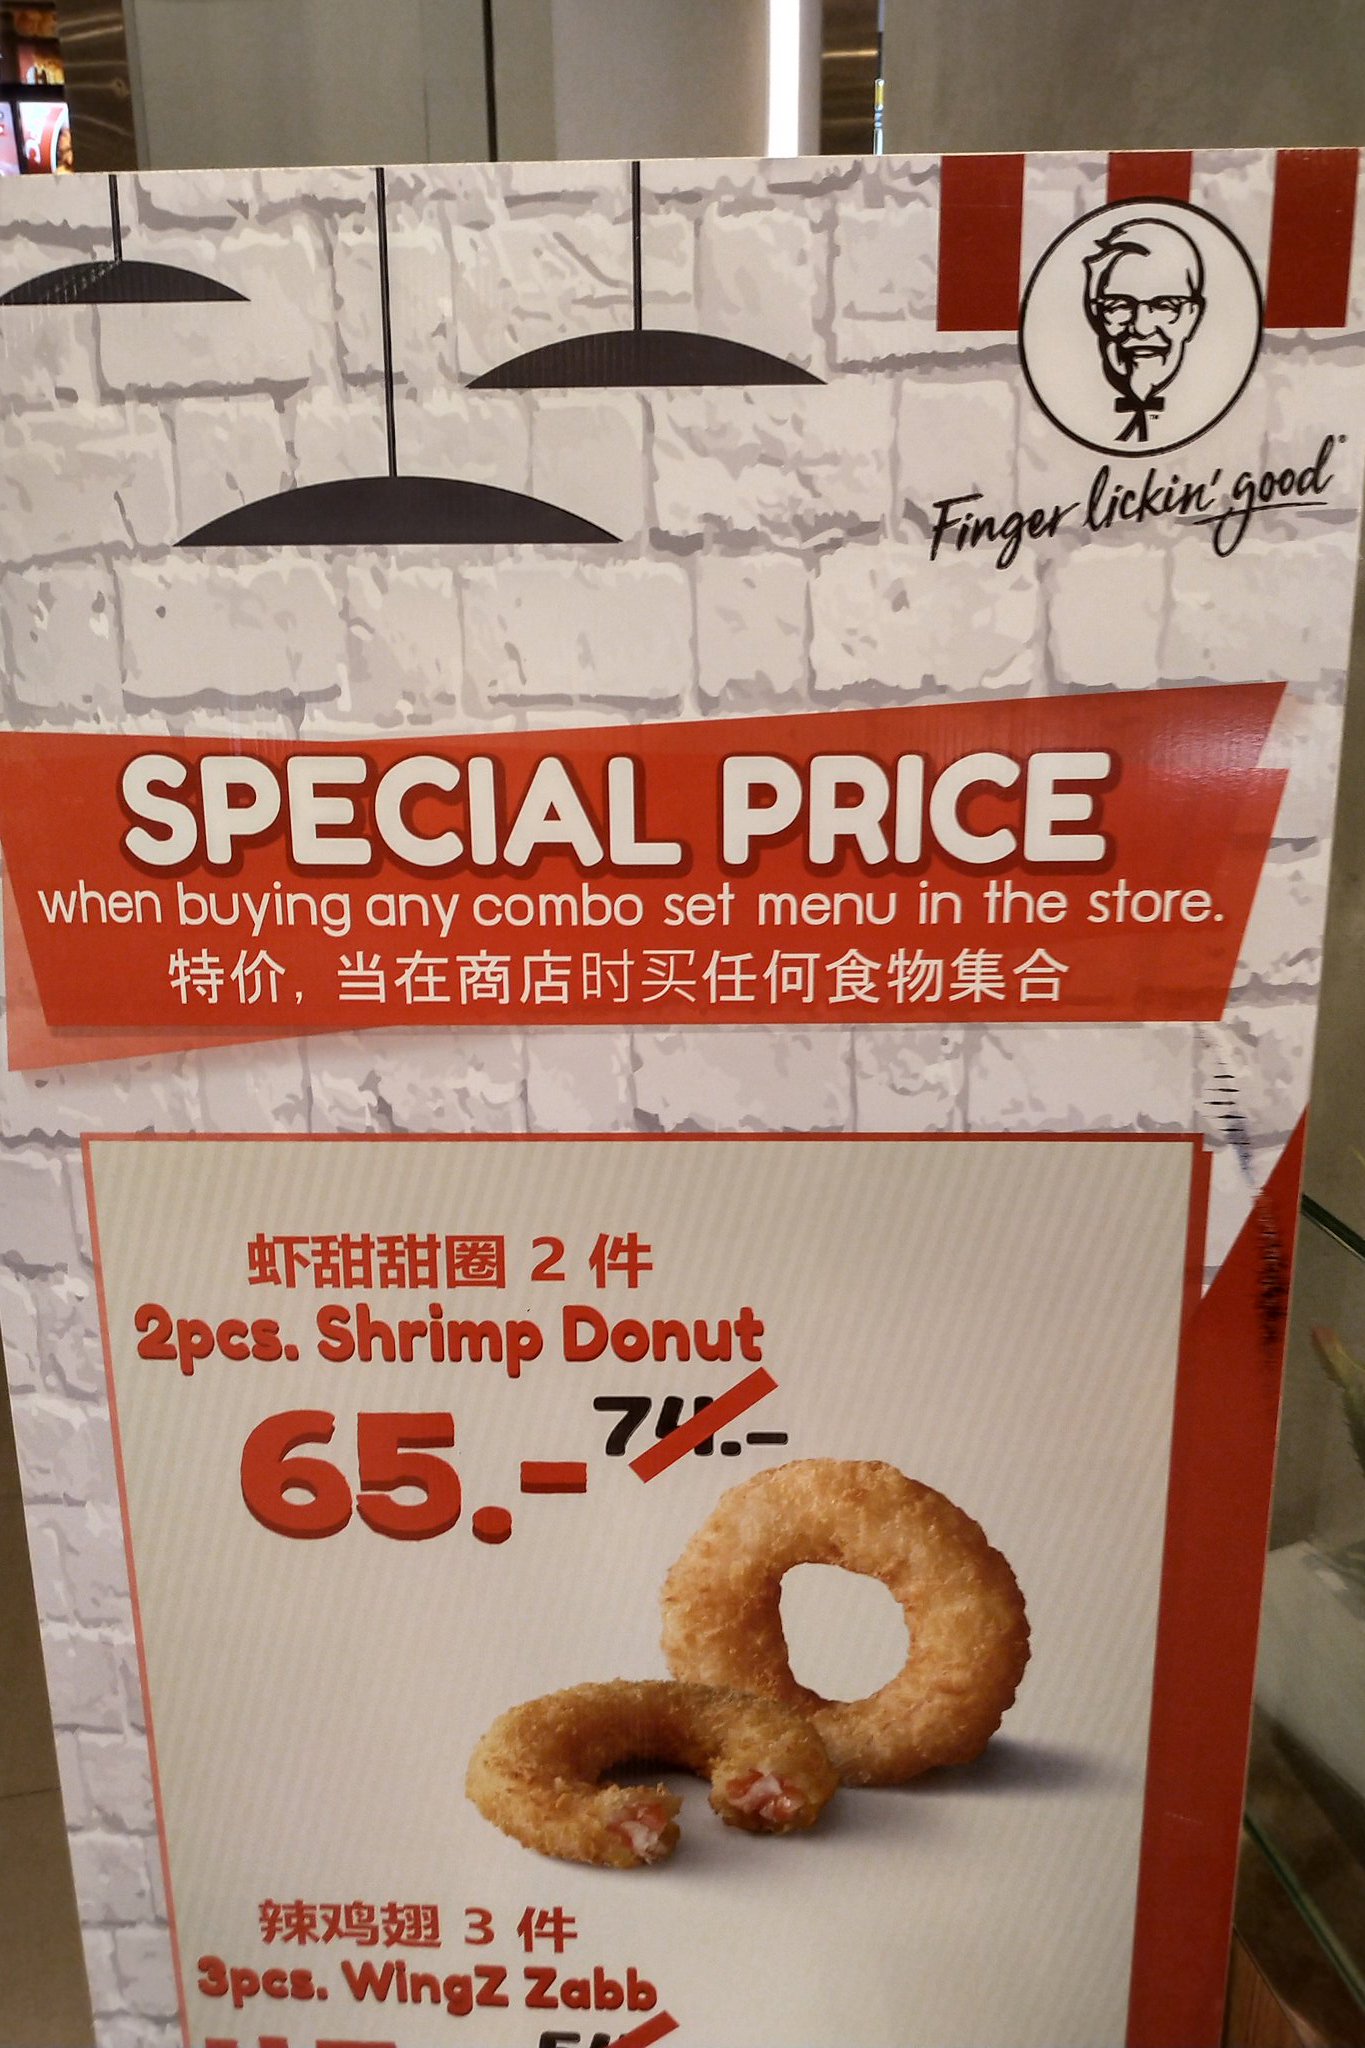 Finger lickin' good
SPECIAL PRICE
when buying any combo set menu in the store.
特价, 当在商店时买任何食物集合
虾甜甜圈 2 件
2pcs. Shrimp Donut
65.- 74.-
辣鸡翅 3 件
3pcs. WingZ Zabb